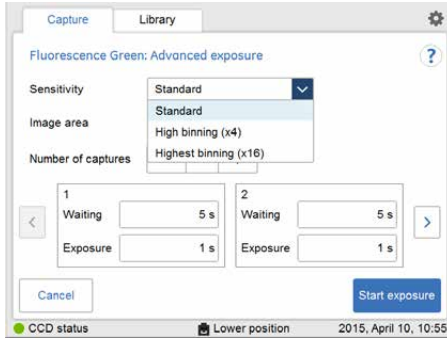 Capture Library
Fluorescence Green: Advanced exposure
?
Sensitivity Standard
Standard
Image area
High binning (x4)
Highest binning (x16)
Number of captures
1 2
Waiting 5 s Waiting 5 s
< >
Exposure 1 s Exposure 1 s
Cancel Start exposure
CCD status Lower position 2015, April 10, 10:55